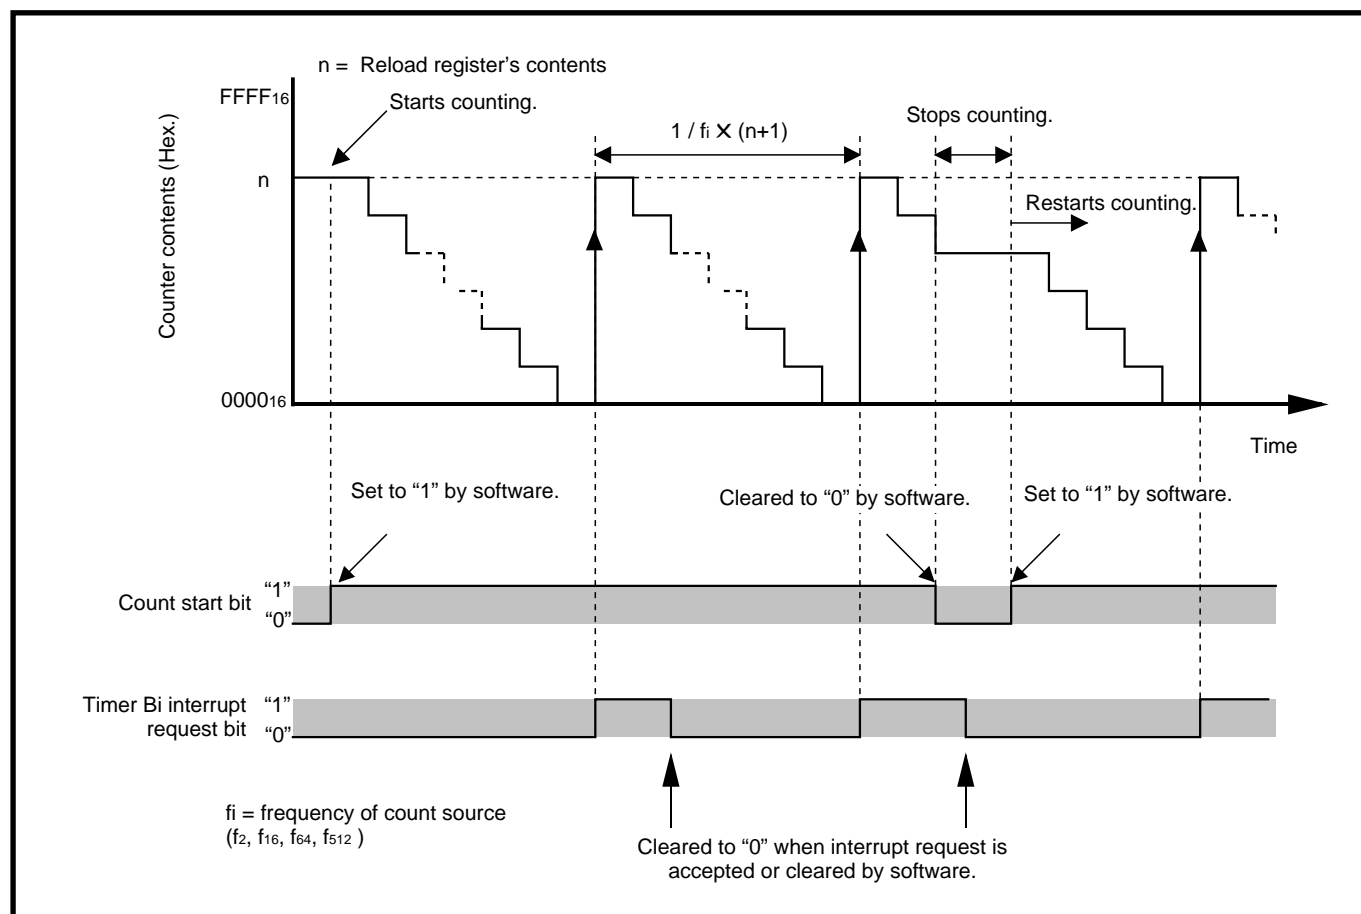 n = Reload register's contents
FFFF16
Starts counting.
1 / fi × (n+1)
Stops counting.
n
Restarts counting.
Counter contents (Hex.)
000016
Time
Set to “1” by software.
Cleared to “0” by software.
Set to “1” by software.
Count start bit
“1”
“0”
Timer Bi interrupt
request bit
“1”
“0”
fi = frequency of count source
(f2, f16, f64, f512 )
Cleared to “0” when interrupt request is
accepted or cleared by software.